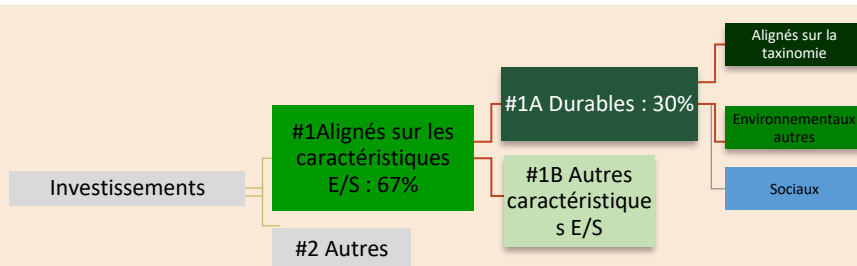 Alignés sur la
taxinomie
#1A Durables : 30%
#1Alignés sur les
caractéristiques
E/S : 67%
Environnementaux
autres
Investissements
#1B Autres
caractéristique
s E/S
Sociaux
#2 Autres